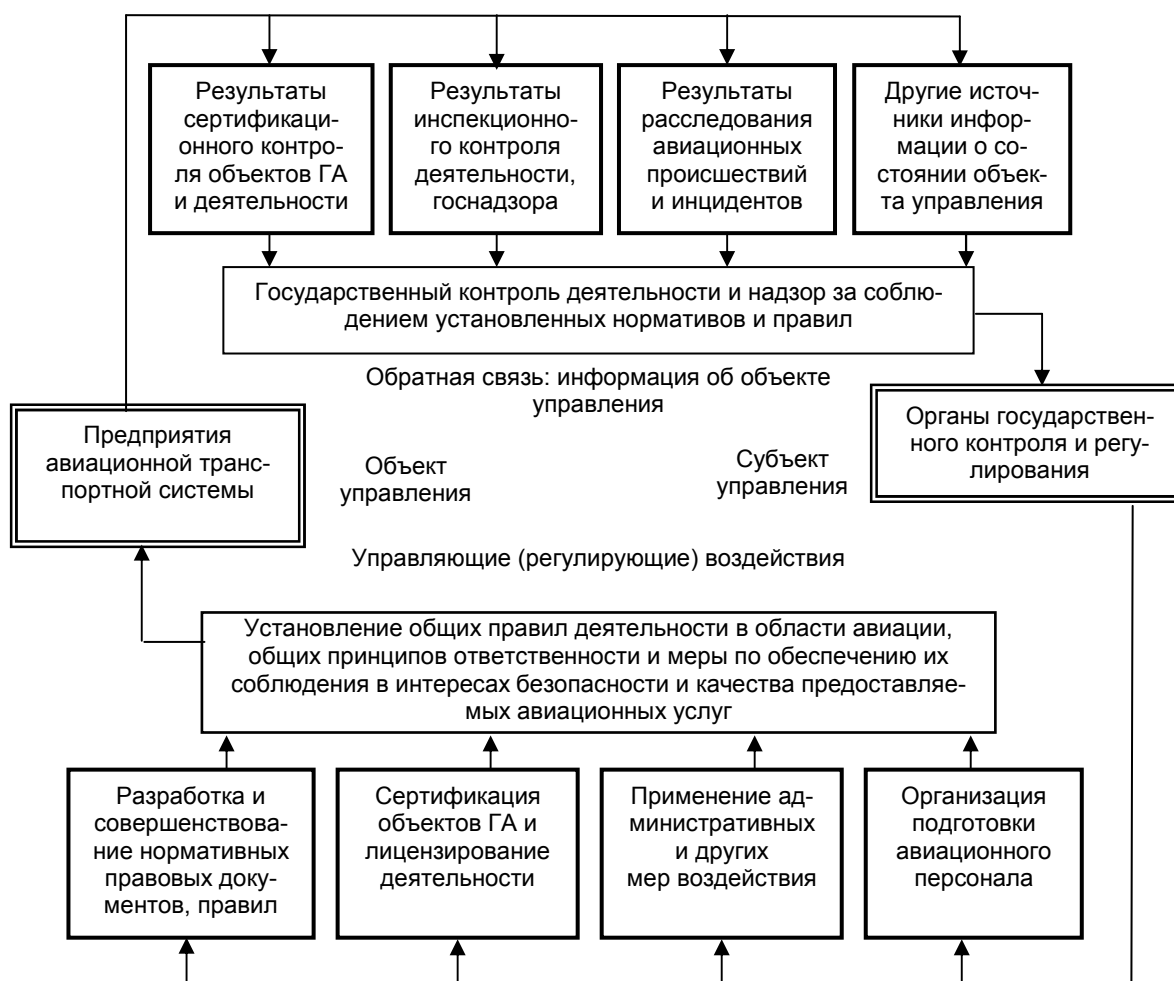 Результаты
сертификаци-
онного контро-
ля объектов ГА
и деятельности
Результаты
инспекционно-
го контроля
деятельности,
госнадзора
Результаты
расследования
авиационных
происшествий
и инцидентов
Другие источ-
ники инфор-
мации о со-
стоянии объек-
та управления
Государственный контроль деятельности и надзор за соблю-
дением установленных нормативов и правил
Обратная связь: информация об объекте
управления
Предприятия
авиационной транс-
портной системы
Объект
управления
Субъект
управления
Органы государствен-
ного контроля и регу-
лирования
Управляющие (регулирующие) воздействия
Установление общих правил деятельности в области авиации,
общих принципов ответственности и меры по обеспечению их
соблюдения в интересах безопасности и качества предоставляе-
мых авиационных услуг
Разработка и
совершенствова-
ние нормативных
правовых доку-
ментов, правил
Сертификация
объектов ГА и
лицензирование
деятельности
Применение ад-
министративных
и других
мер воздействия
Организация
подготовки
авиационного
персонала